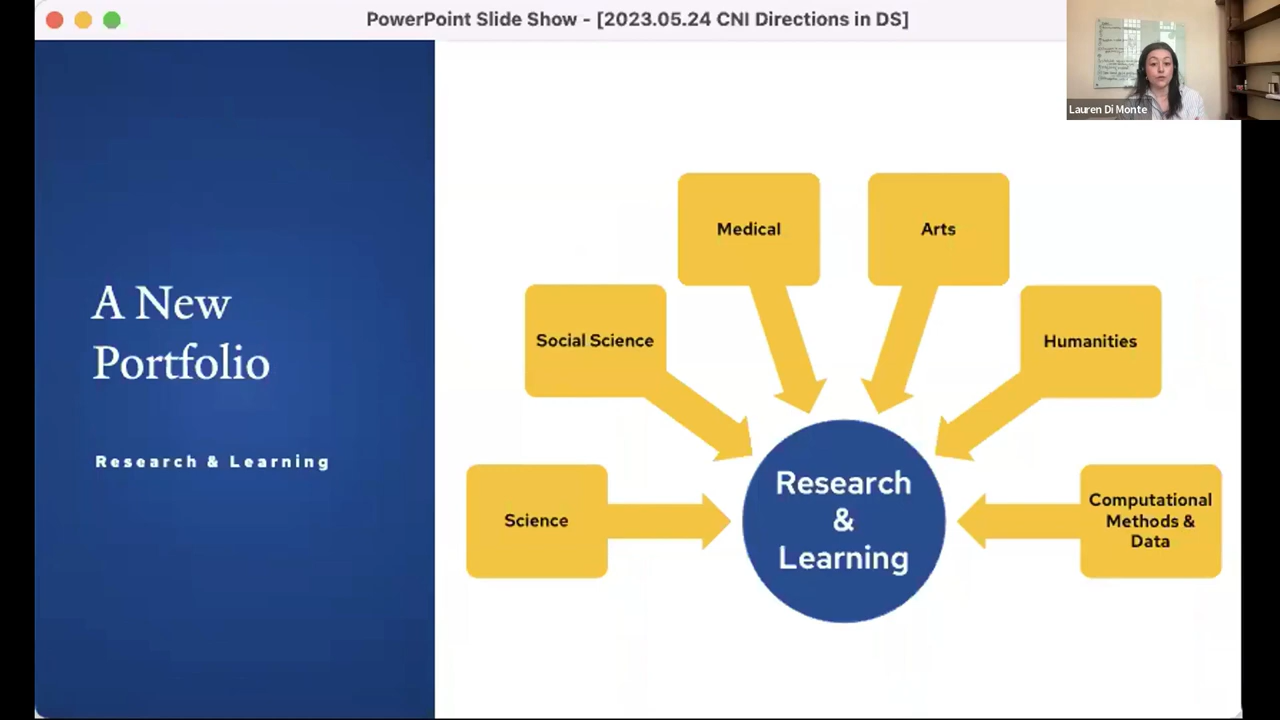 PowerPoint Slide Show - [2023.05.24 CNI Directions in DS]
Lauren Di Monte
A New
Portfolio
Research & Learning
Medical
Arts
Social Science
Humanities
Science
Research
&
Learning
Computational
Methods &
Data